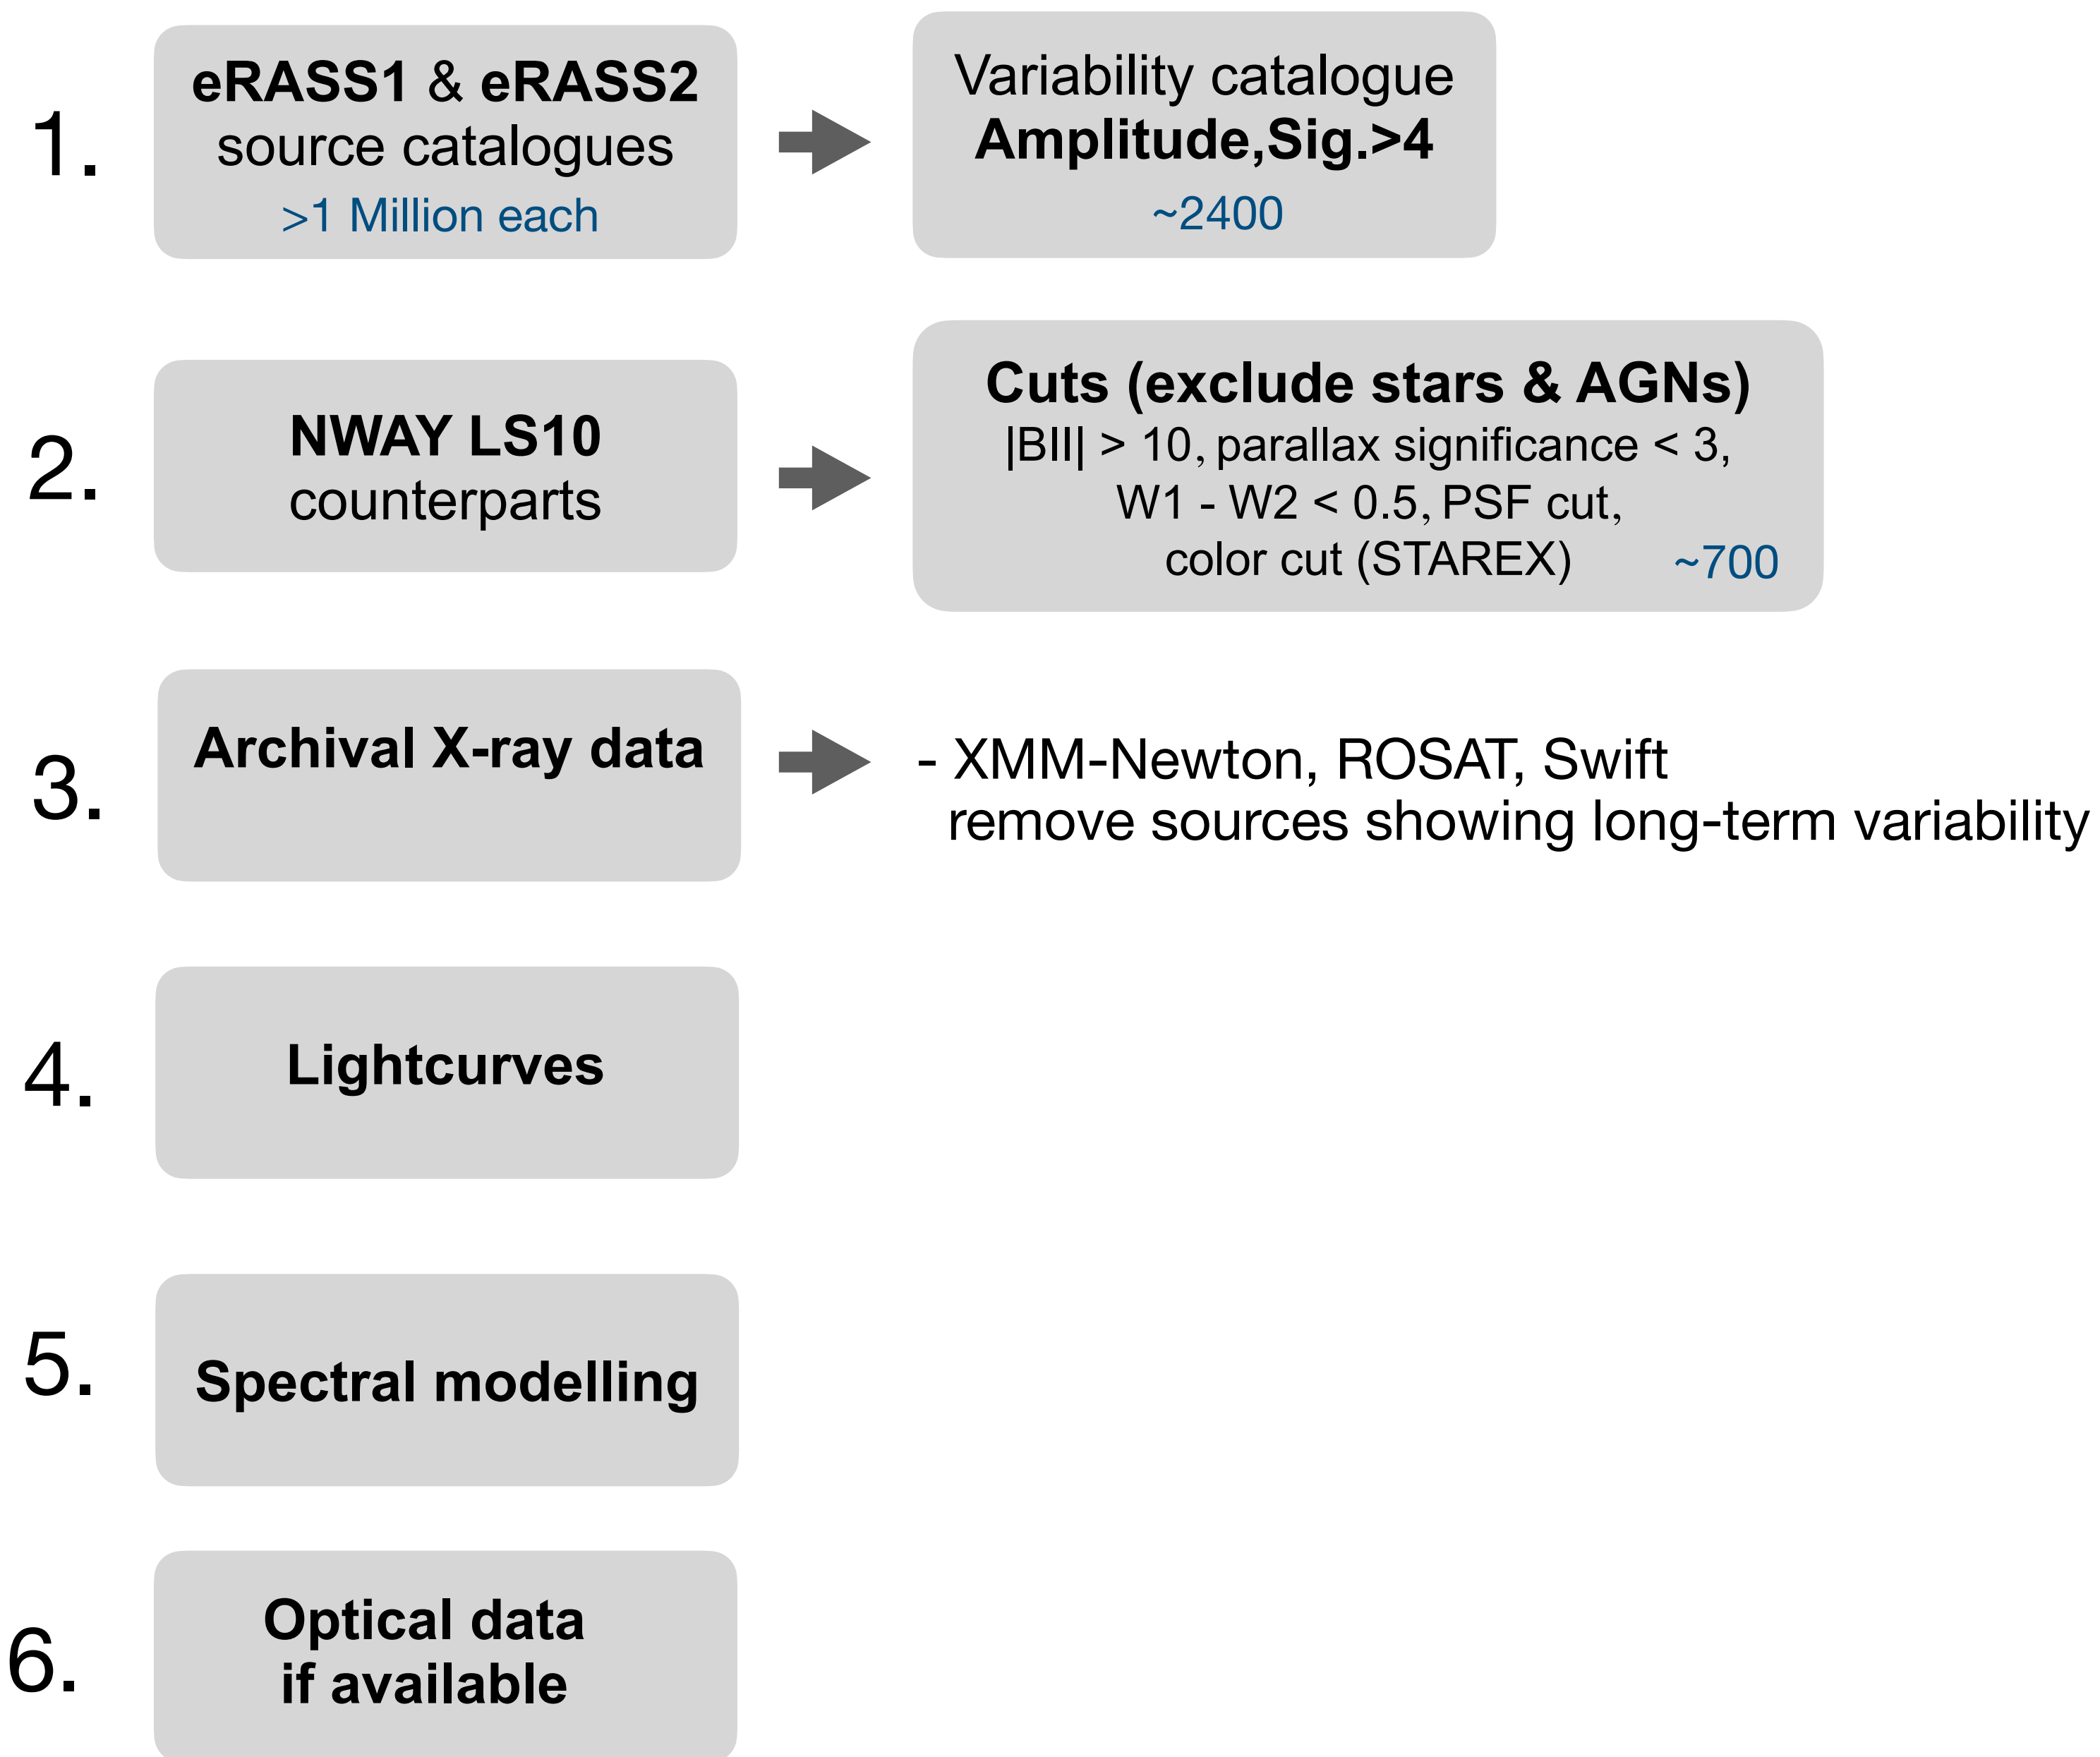 1.
eRASS1 & eRASS2
source catalogues
>1 Million each
Variability catalogue
Amplitude,Sig.>4
~2400
2.
NWAY LS10
counterparts
Cuts (exclude stars & AGNs)
|BII| > 10, parallax significance < 3,
W1 - W2 < 0.5, PSF cut,
color cut (STAREX) ~700
3.
Archival X-ray data
- XMM-Newton, ROSAT, Swift
remove sources showing long-term variability
4.
Lightcurves
5.
Spectral modelling
6.
Optical data
if available